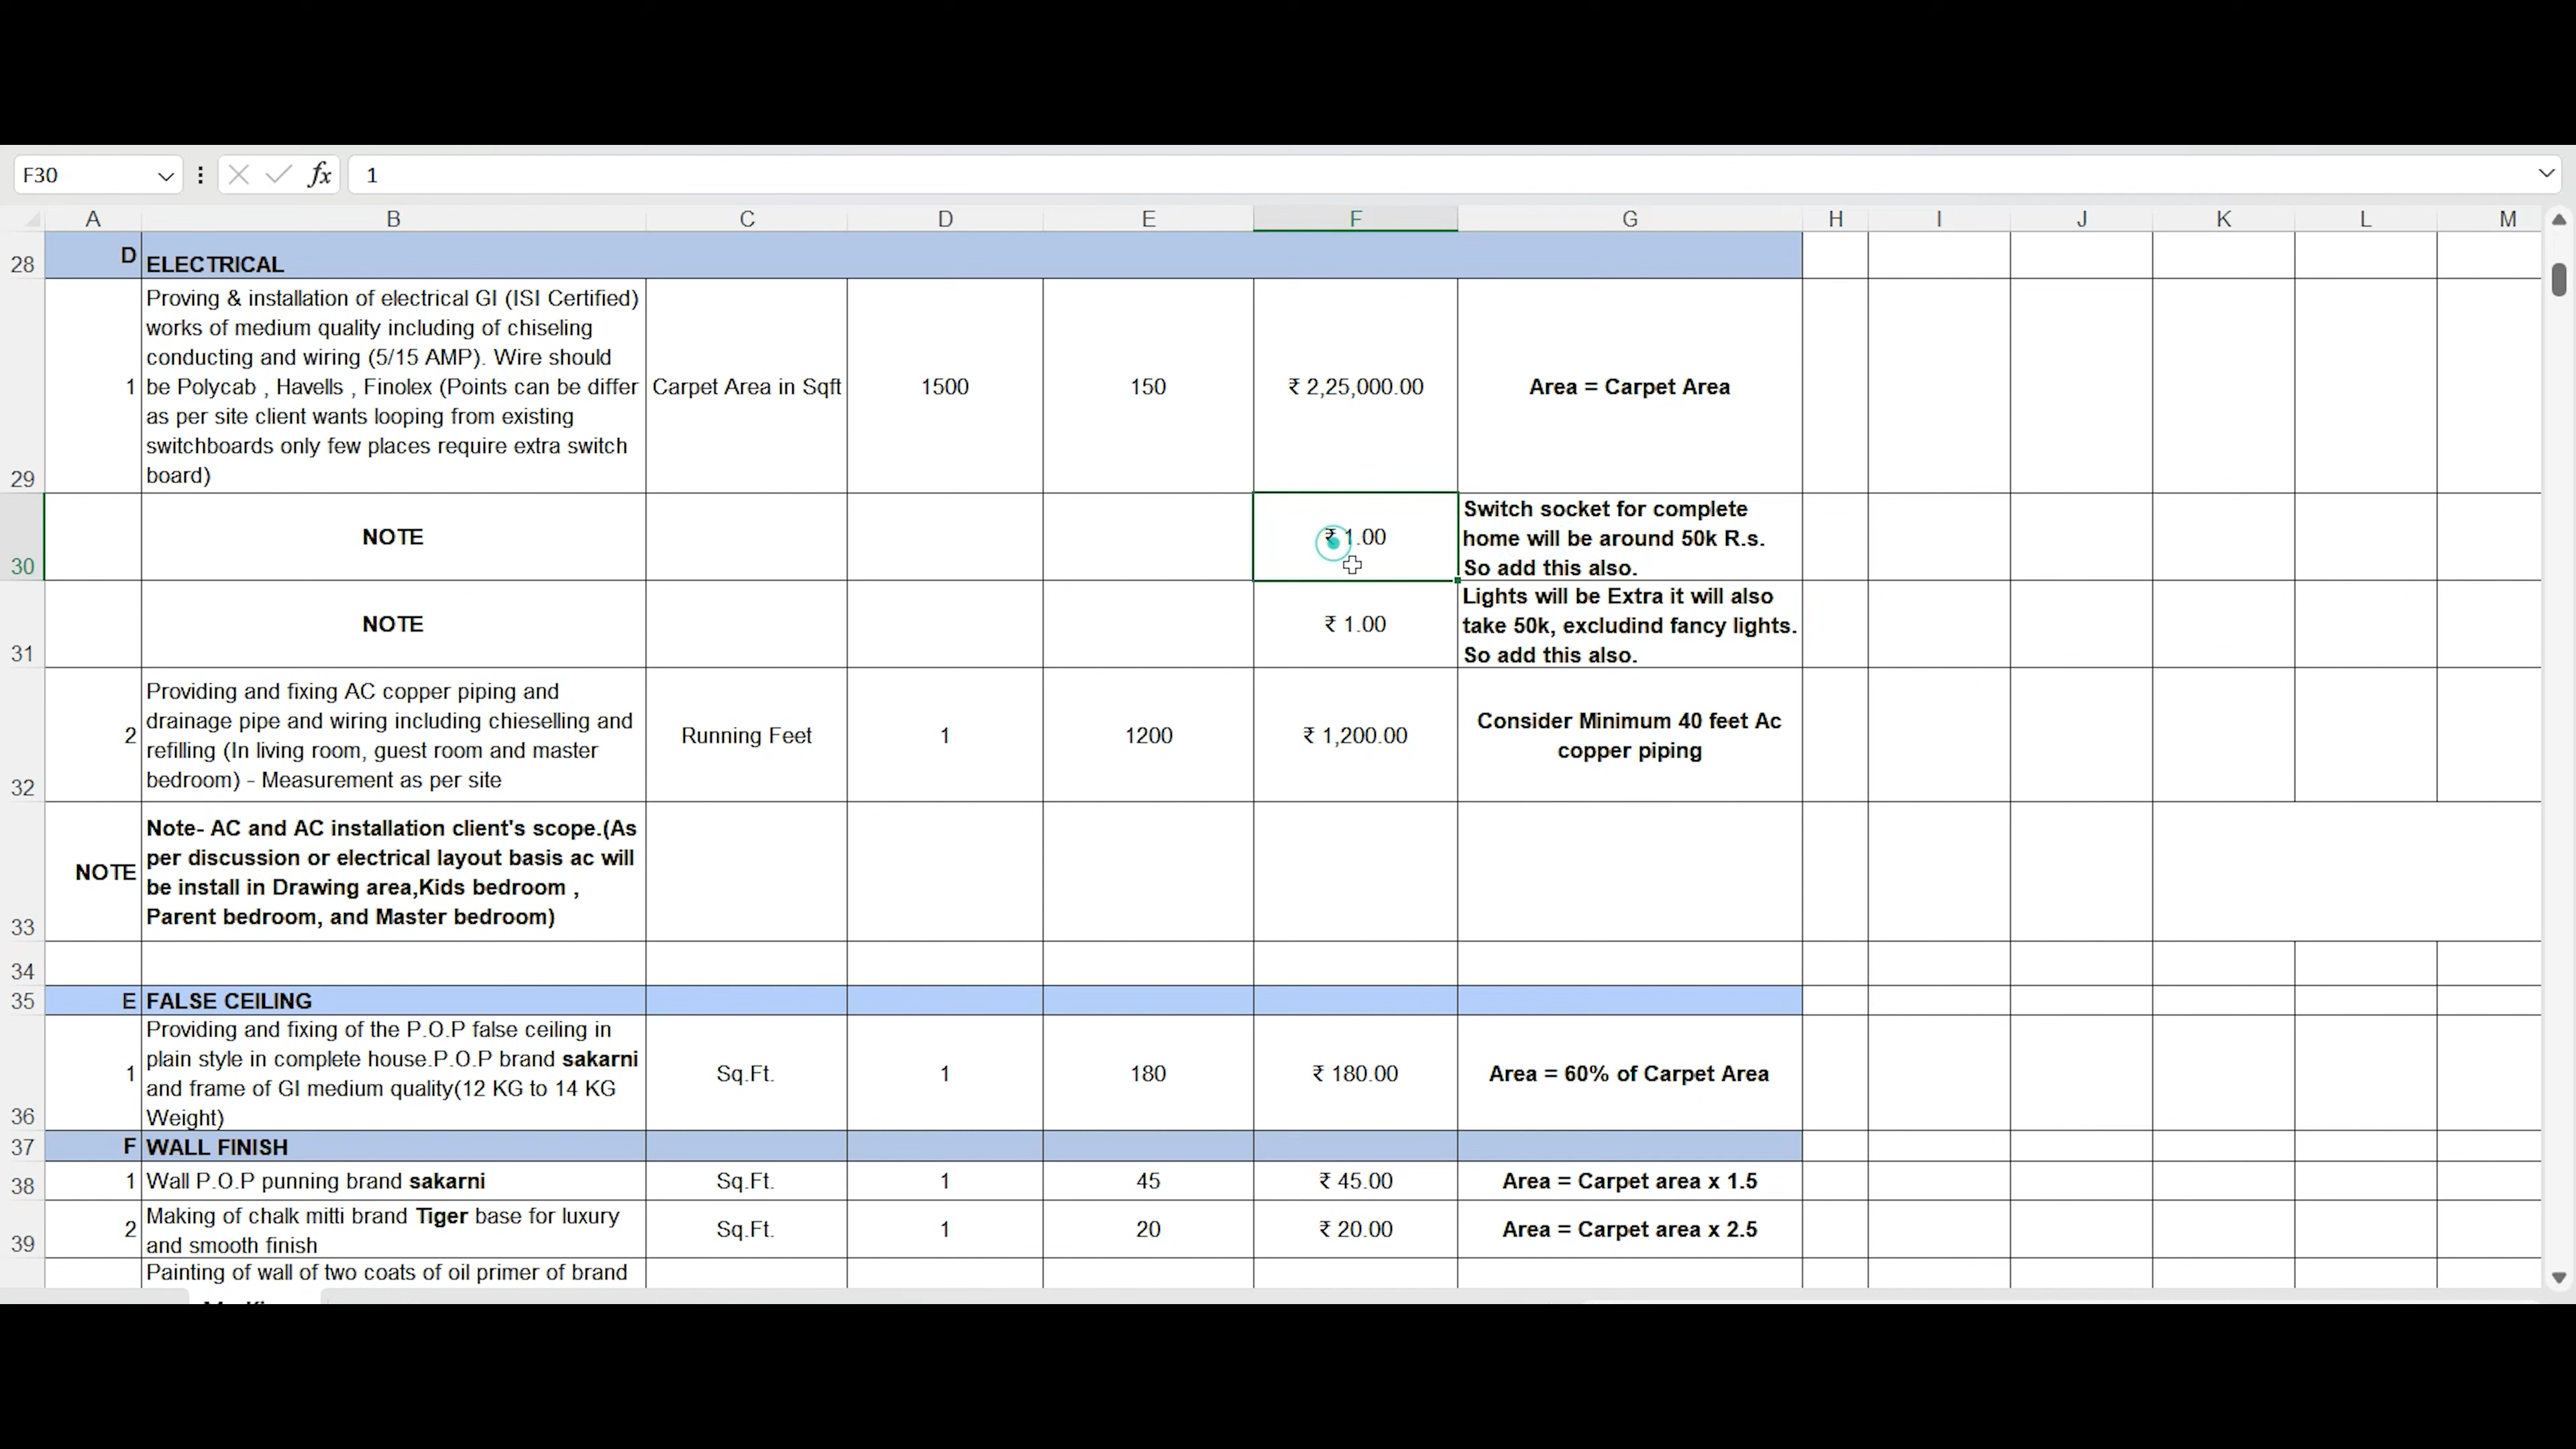 F30 fx 1
A B C D E F G H I J K L M
28 D ELECTRICAL
Proving & installation of electrical GI (ISI Certified)
works of medium quality including of chiseling
conducting and wiring (5/15 AMP). Wire should
1 be Polycab , Havells , Finolex (Points can be differ Carpet Area in Sqft 1500 150 ₹ 2,25,000.00 Area = Carpet Area
as per site client wants looping from existing
switchboards only few places require extra switch
29 board)
Switch socket for complete
NOTE ₹ 1.00 home will be around 50k R.s.
30 So add this also.
Lights will be Extra it will also
NOTE ₹ 1.00 take 50k, excludind fancy lights.
31 So add this also.
Providing and fixing AC copper piping and
drainage pipe and wiring including chieselling and
2 Running Feet 1 1200 ₹ 1,200.00 Consider Minimum 40 feet Ac
refilling (In living room, guest room and master copper piping
32 bedroom) - Measurement as per site
Note- AC and AC installation client's scope.(As
per discussion or electrical layout basis ac will
NOTE be install in Drawing area,Kids bedroom ,
33 Parent bedroom, and Master bedroom)
34
35 E FALSE CEILING
Providing and fixing of the P.O.P false ceiling in
plain style in complete house.P.O.P brand sakarni
1 and frame of GI medium quality(12 KG to 14 KG Sq.Ft. 1 180 ₹ 180.00 Area = 60% of Carpet Area
36 Weight)
37 F WALL FINISH
38 1 Wall P.O.P punning brand sakarni Sq.Ft. 1 45 ₹ 45.00 Area = Carpet area x 1.5
Making of chalk mitti brand Tiger base for luxury
39 2 and smooth finish Sq.Ft. 1 20 ₹ 20.00 Area = Carpet area x 2.5
Painting of wall of two coats of oil primer of brand